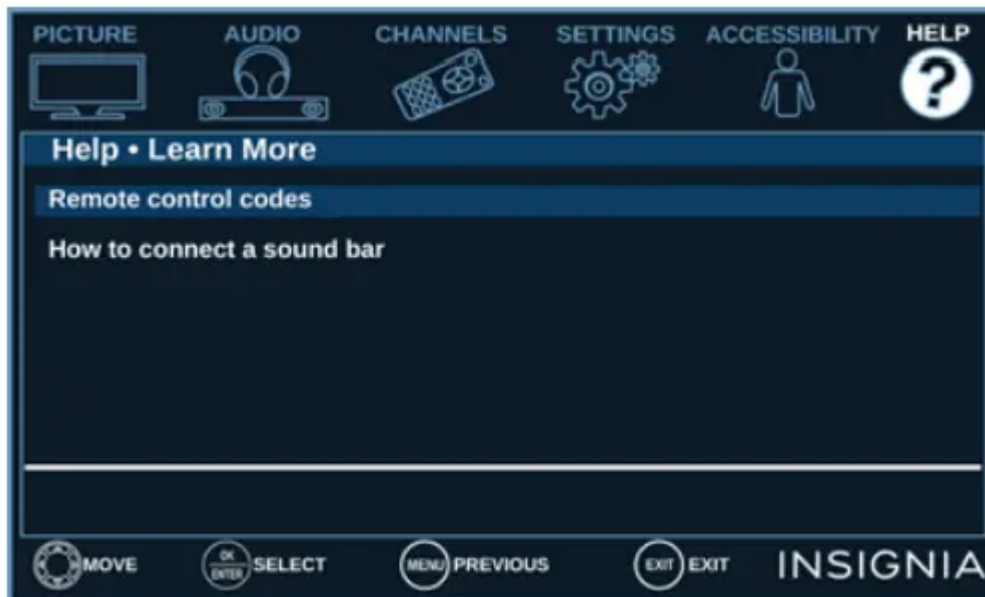 PICTURE AUDIO CHANNELS SETTINGS ACCESSIBILITY HELP
?
Help • Learn More
Remote control codes
How to connect a sound bar
MOVE OK ENTER SELECT MENU PREVIOUS EXIT EXIT INSIGNIA